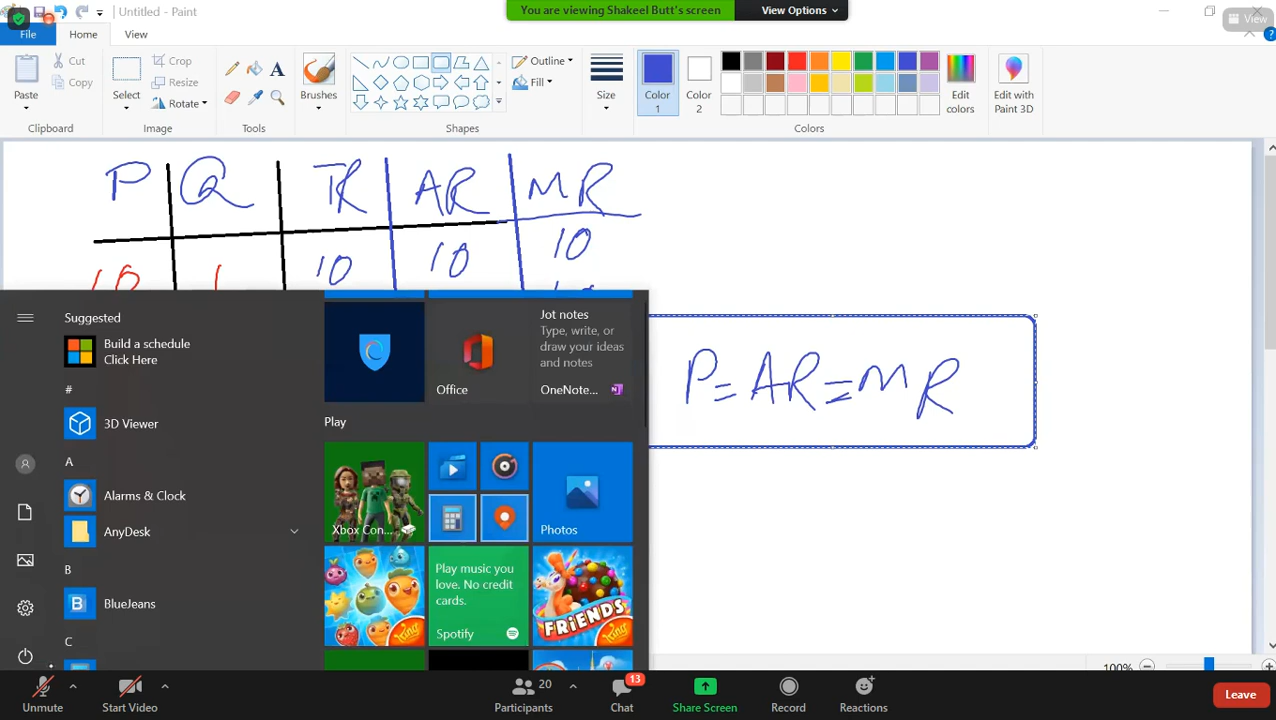 Untitled - Paint
You are viewing Shakeel Butt's screen
View Options
View
File
Home
View
Paste
Cut
Copy
Clipboard
Select
Crop
Resize
Rotate
Image
Tools
Brushes
Shapes
Outline
Fill
Size
Color
1
Color
2
Edit
colors
Edit with
Paint 3D
Colors
P Q TR AR MR
10 1 10 10 10
P=AR=MR
Suggested
Build a schedule
Click Here
#
3D Viewer
A
Alarms & Clock
AnyDesk
B
BlueJeans
C
Office
Jot notes
Type, write, or
draw your ideas
and notes
OneNote...
Play
Xbox Con...
Photos
Play music you
love. No credit
cards.
Spotify
King
FRIENDS
King
100%
Unmute
Start Video
20
Participants
13
Chat
Share Screen
Record
Reactions
Leave